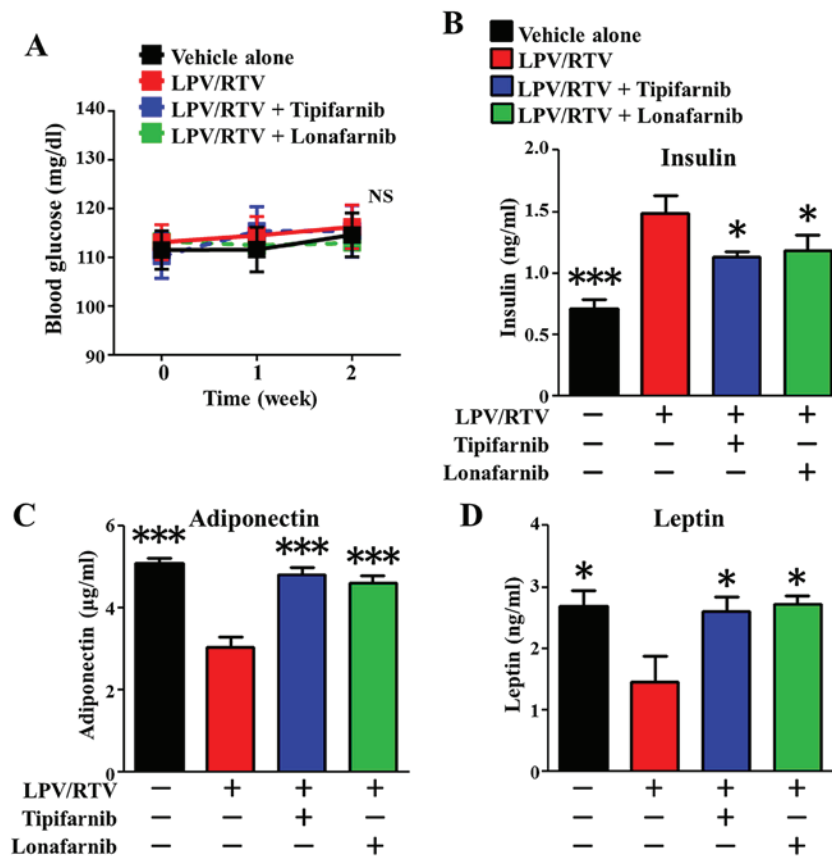 A
Vehicle alone
LPV/RTV
LPV/RTV + Tipifarnib
LPV/RTV + Lonafarnib
Blood glucose (mg/dl)
140
130
120
110
100
90
NS
0 1 2
Time (week)
B
Vehicle alone
LPV/RTV
LPV/RTV + Tipifarnib
LPV/RTV + Lonafarnib
Insulin
Insulin (ng/ml)
2.0
1.5
1.0
0.5
0
*** * *
LPV/RTV − + + +
Tipifarnib − − + −
Lonafarnib − − − +
C
Adiponectin
Adiponectin (μg/ml)
6
4
2
0
*** *** ***
LPV/RTV − + + +
Tipifarnib − − + −
Lonafarnib − − − +
D
Leptin
Leptin (ng/ml)
4
3
2
1
0
* * *
− + + +
− − + −
− − − +